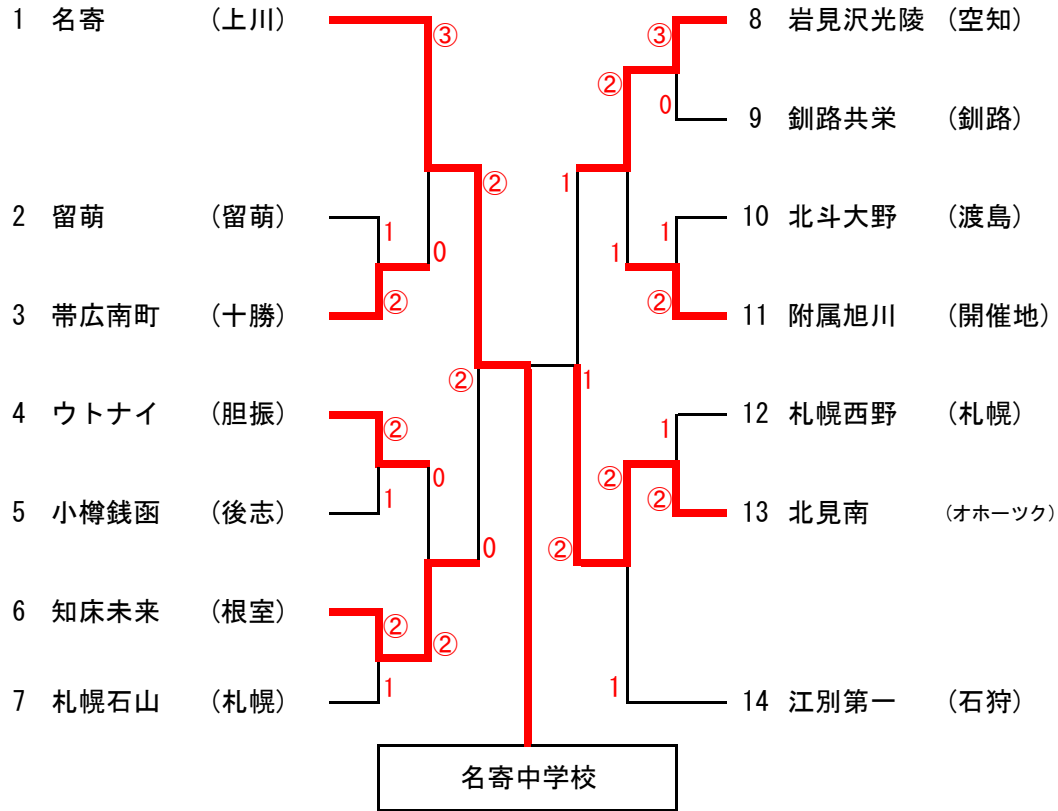 1 名寄 (上川) ③
2 留萌 (留萌) 1
0
3 帯広南町 (十勝) ②
②
②
4 ウトナイ (胆振) ②
0
5 小樽銭函 (後志) 1
0
6 知床未来 (根室) ②
②
7 札幌石山 (札幌) 1
③ 8 岩見沢光陵 (空知)
②
0 9 釧路共栄 (釧路)
1
1 10 北斗大野 (渡島)
1
② 11 附属旭川 (開催地)
1
1 12 札幌西野 (札幌)
②
② 13 北見南 (オホーツク)
②
1 14 江別第一 (石狩)
名寄中学校